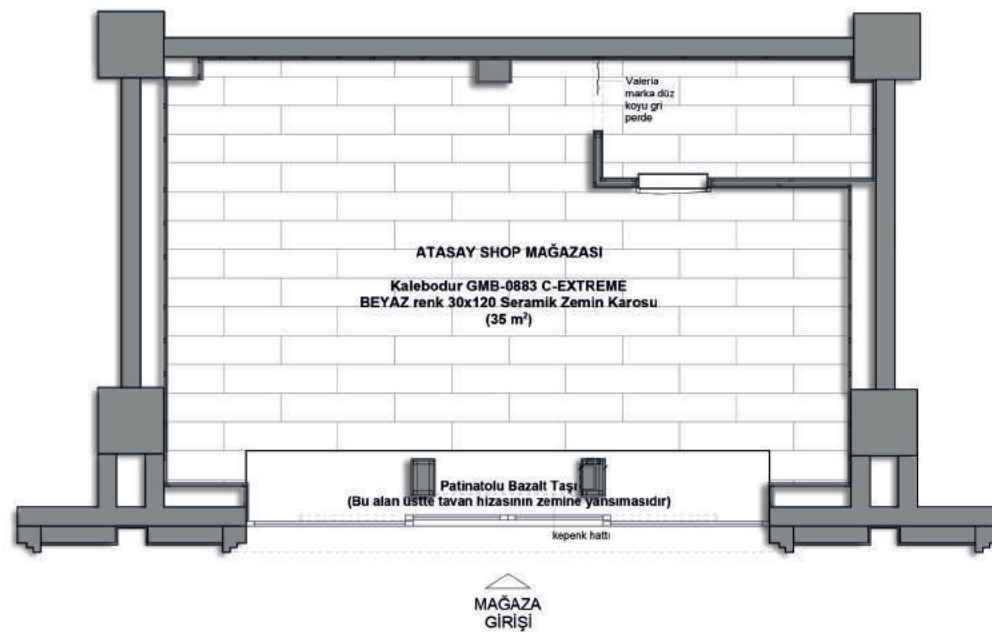 Valeria
marka düz
koyu gri
perde
ATASAY SHOP MAĞAZASI
Kalebodur GMB-0883 C-EXTREME
BEYAZ renk 30x120 Seramik Zemin Karosu
(35 m²)
Patinatolu Bazalt Taşı
(Bu alan üstte tavan hizasının zemine yansımasıdır)
kepenk hattı
MAĞAZA
GİRİŞİ